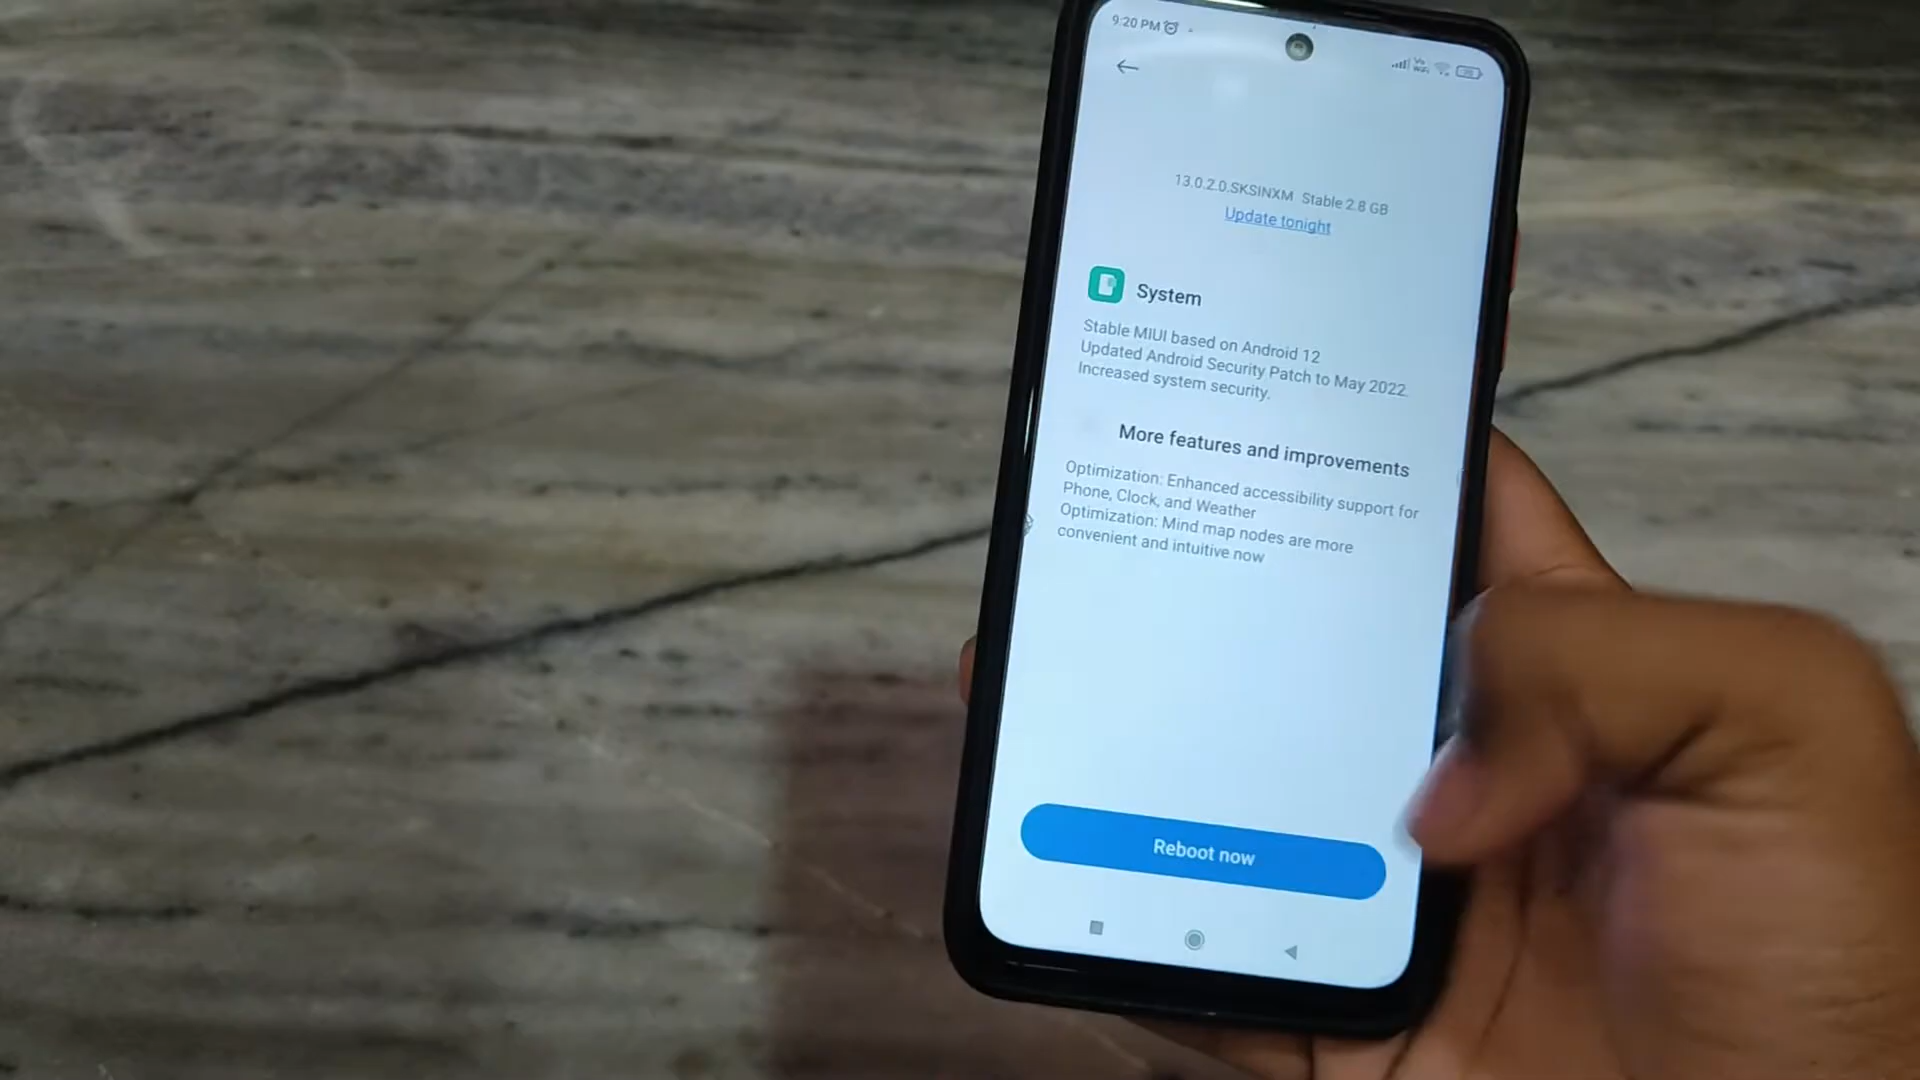 9:20 PM
13.0.2.0.SKSINXM Stable 2.8 GB
Update tonight
System
Stable MIUI based on Android 12
Updated Android Security Patch to May 2022.
Increased system security.
More features and improvements
Optimization: Enhanced accessibility support for
Phone, Clock, and Weather
Optimization: Mind map nodes are more
convenient and intuitive now
Reboot now